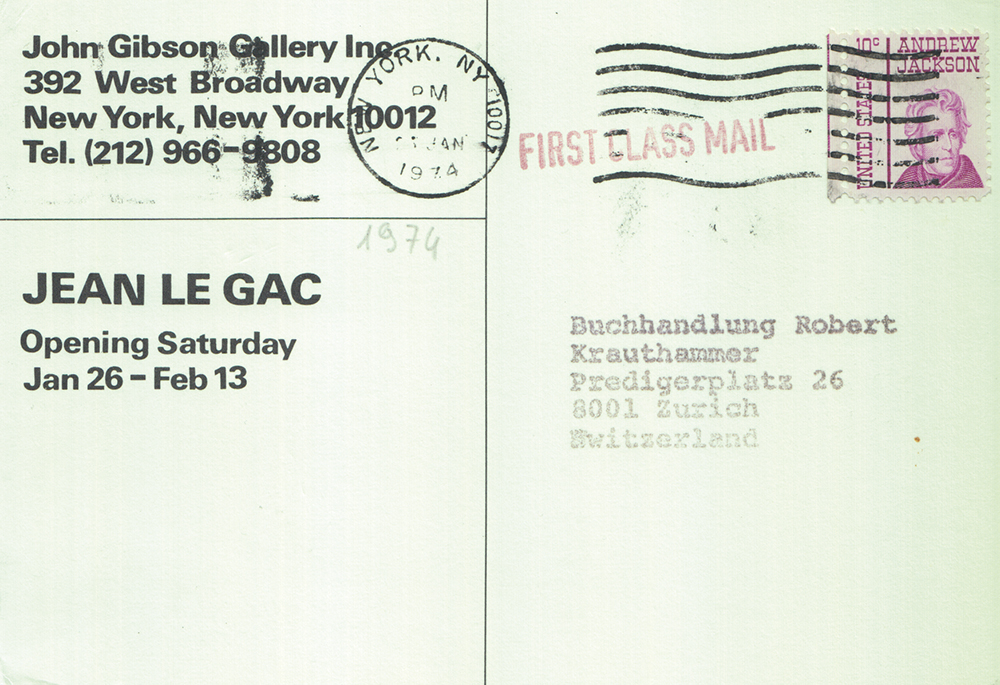 John Gibson Gallery Inc.
392 West Broadway
New York, New York 10012
Tel. (212) 966-9808
NEW YORK, NY
PM
JAN
1974
FIRST CLASS MAIL
10c
ANDREW
JACKSON
UNITED STATES
1974
JEAN LE GAC
Opening Saturday
Jan 26 – Feb 13
Buchhandlung Robert
Krauthammer
Predigerplatz 26
8001 Zurich
Switzerland